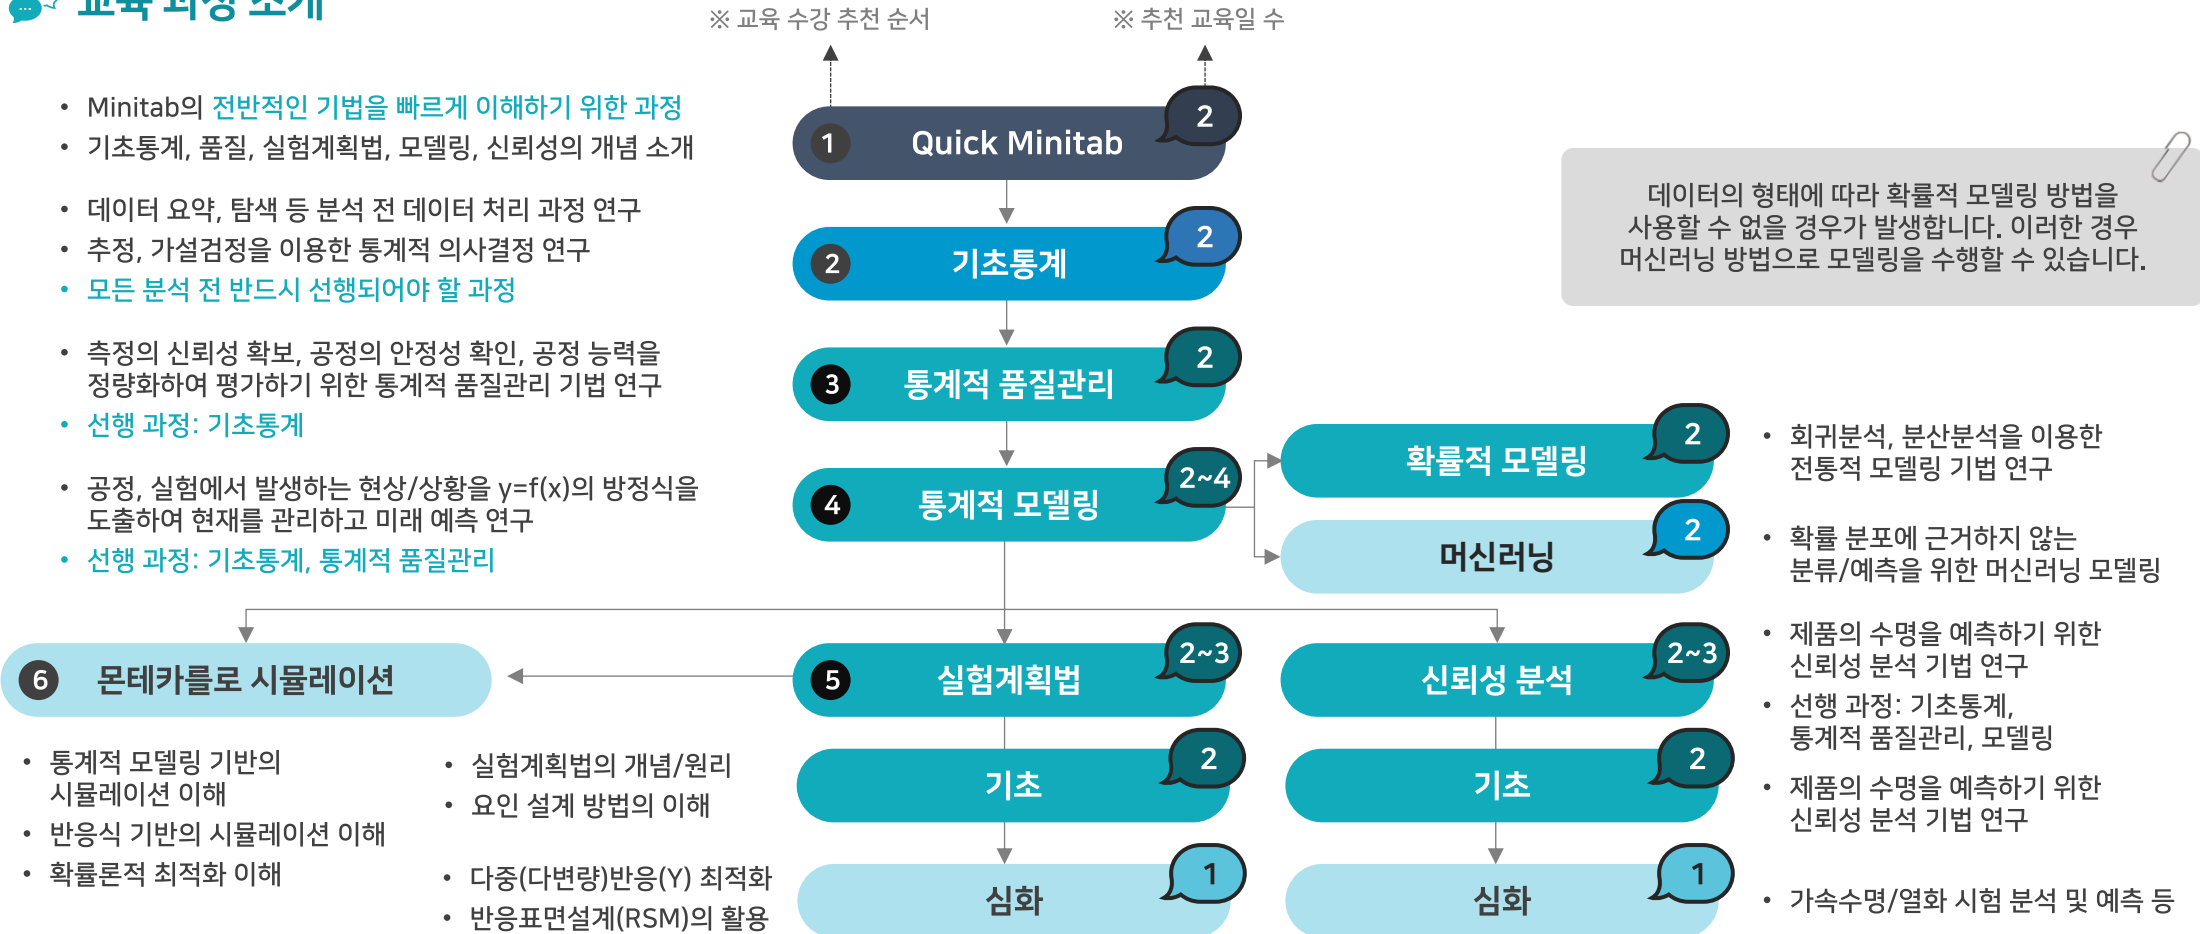 교육 과정 소개
※ 교육 수강 추천 순서
※ 추천 교육일 수
• Minitab의 전반적인 기법을 빠르게 이해하기 위한 과정
• 기초통계, 품질, 실험계획법, 모델링, 신뢰성의 개념 소개
1 Quick Minitab 2
데이터의 형태에 따라 확률적 모델링 방법을
사용할 수 없을 경우가 발생합니다. 이러한 경우
머신러닝 방법으로 모델링을 수행할 수 있습니다.
• 데이터 요약, 탐색 등 분석 전 데이터 처리 과정 연구
• 추정, 가설검정을 이용한 통계적 의사결정 연구
• 모든 분석 전 반드시 선행되어야 할 과정
2 기초통계 2
• 측정의 신뢰성 확보, 공정의 안정성 확인, 공정 능력을
정량화하여 평가하기 위한 통계적 품질관리 기법 연구
• 선행 과정: 기초통계
3 통계적 품질관리 2
• 공정, 실험에서 발생하는 현상/상황을 y=f(x)의 방정식을
도출하여 현재를 관리하고 미래 예측 연구
• 선행 과정: 기초통계, 통계적 품질관리
4 통계적 모델링 2~4
확률적 모델링 2
• 회귀분석, 분산분석을 이용한
전통적 모델링 기법 연구
머신러닝 2
• 확률 분포에 근거하지 않는
분류/예측을 위한 머신러닝 모델링
6 몬테카를로 시뮬레이션
• 통계적 모델링 기반의
시뮬레이션 이해
• 반응식 기반의 시뮬레이션 이해
• 확률론적 최적화 이해
5 실험계획법 2~3
• 실험계획법의 개념/원리
• 요인 설계 방법의 이해
기초 2
• 다중(다변량)반응(Y) 최적화
• 반응표면설계(RSM)의 활용
심화 1
신뢰성 분석 2~3
• 제품의 수명을 예측하기 위한
신뢰성 분석 기법 연구
• 선행 과정: 기초통계,
통계적 품질관리, 모델링
기초 2
• 제품의 수명을 예측하기 위한
신뢰성 분석 기법 연구
심화 1
• 가속수명/열화 시험 분석 및 예측 등